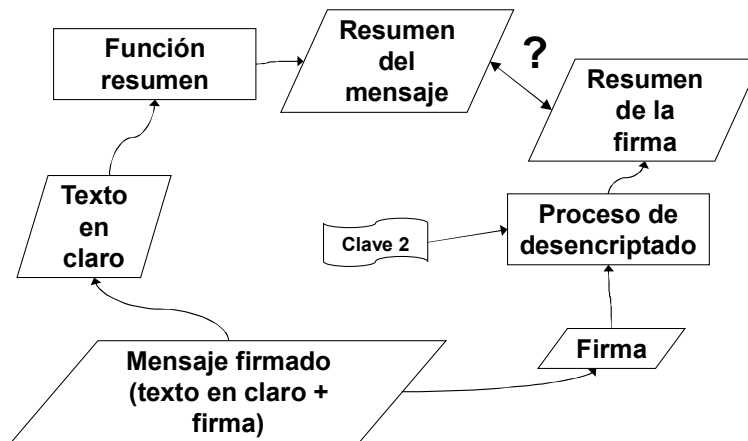 Función
resumen
Resumen
del
mensaje
?
Resumen
de la
firma
Texto
en
claro
Clave 2
Proceso de
desencriptado
Mensaje firmado
(texto en claro +
firma)
Firma